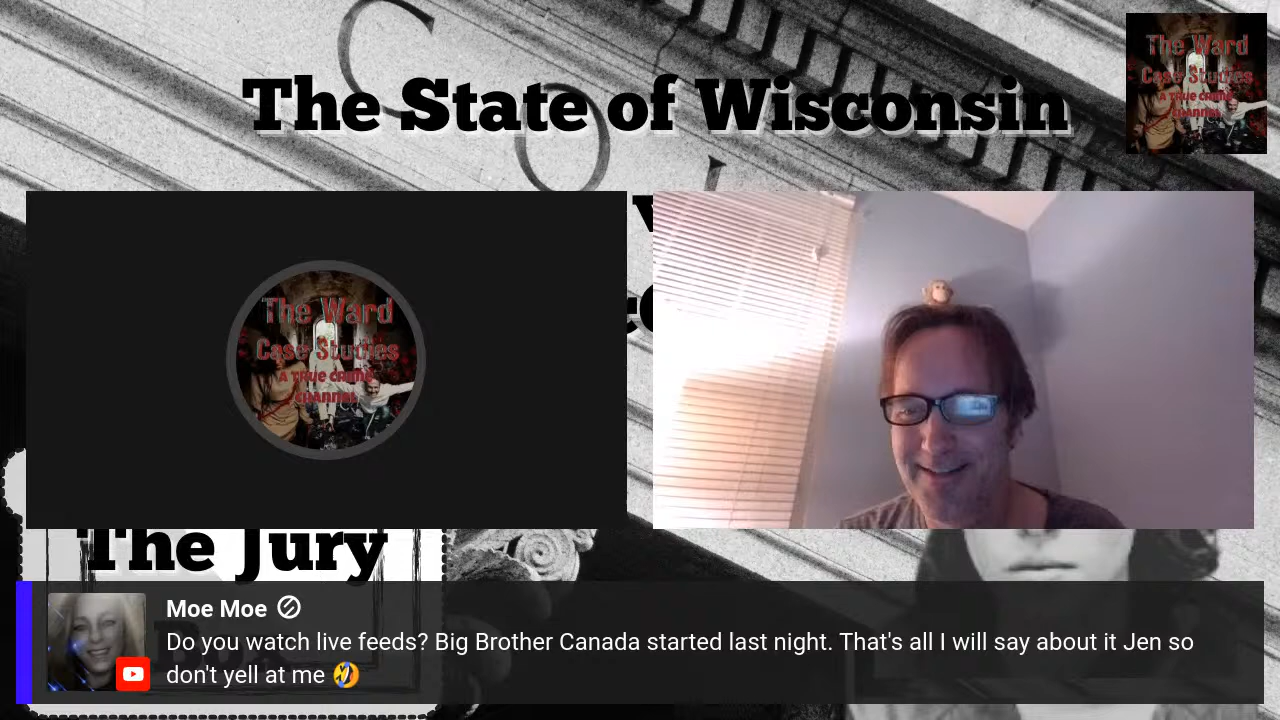 The State of Wisconsin
The Ward
Case Studies
A True Crime
Channel
v
The Ward
Case Studies
A True Crime
Channel
The Jury
Moe Moe
Do you watch live feeds? Big Brother Canada started last night. That's all I will say about it Jen so
don't yell at me 🤣